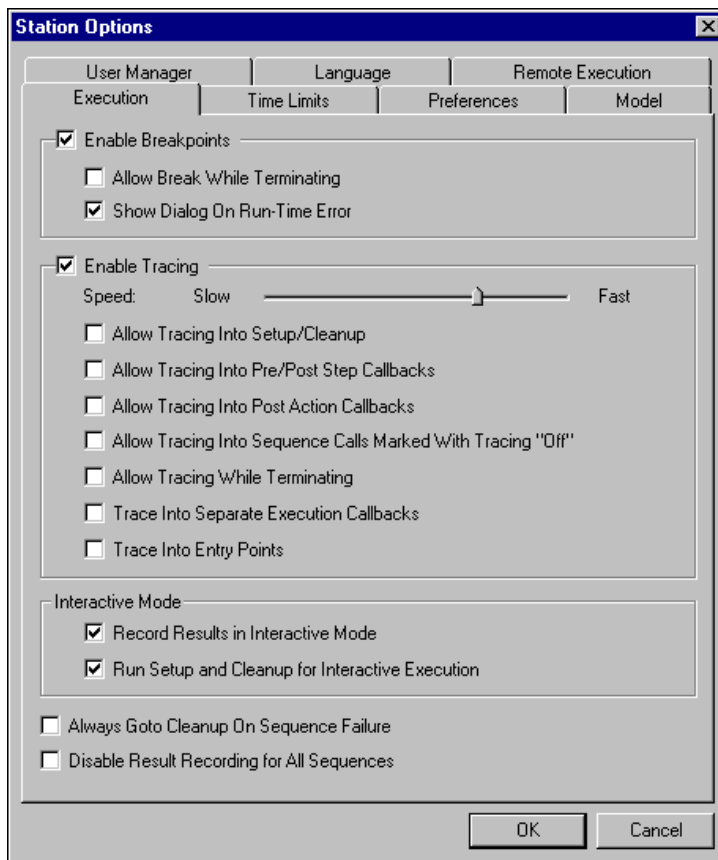 Station Options
User Manager
Language
Remote Execution
Execution
Time Limits
Preferences
Model
Enable Breakpoints
Allow Break While Terminating
Show Dialog On Run-Time Error
Enable Tracing
Speed: Slow Fast
Allow Tracing Into Setup/Cleanup
Allow Tracing Into Pre/Post Step Callbacks
Allow Tracing Into Post Action Callbacks
Allow Tracing Into Sequence Calls Marked With Tracing "Off"
Allow Tracing While Terminating
Trace Into Separate Execution Callbacks
Trace Into Entry Points
Interactive Mode
Record Results in Interactive Mode
Run Setup and Cleanup for Interactive Execution
Always Goto Cleanup On Sequence Failure
Disable Result Recording for All Sequences
OK
Cancel